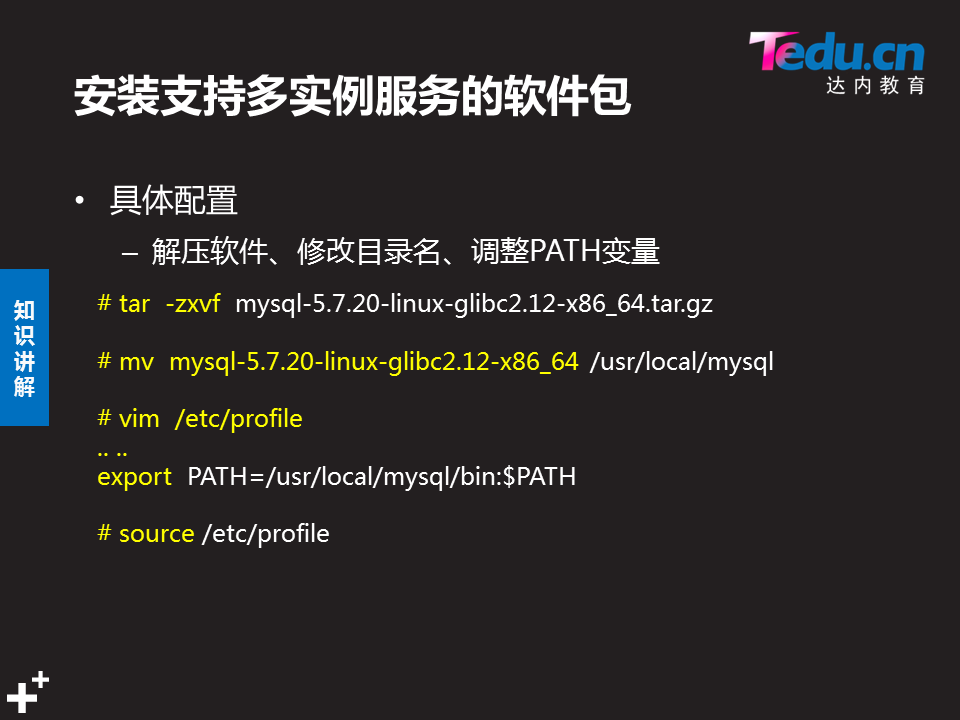 Tedu.cn
达内教育
安装支持多实例服务的软件包
• 具体配置
– 解压软件、修改目录名、调整PATH变量
知识讲解
# tar -zxvf mysql-5.7.20-linux-glibc2.12-x86_64.tar.gz
# mv mysql-5.7.20-linux-glibc2.12-x86_64 /usr/local/mysql
# vim /etc/profile
.. ..
export PATH=/usr/local/mysql/bin:$PATH
# source /etc/profile